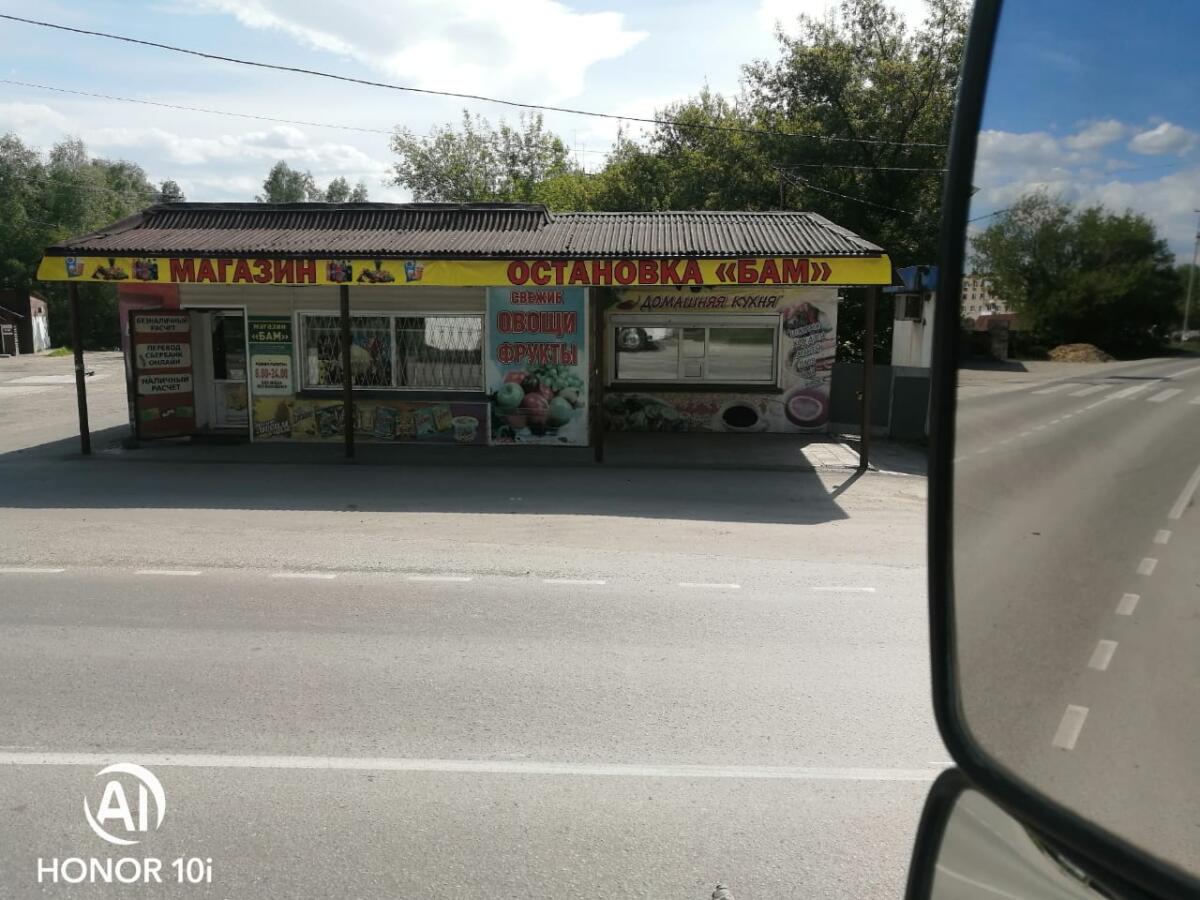 МАГАЗИН
ОСТАНОВКА «БАМ»
БЕЗНАЛИЧНЫЙ
РАСЧЕТ
ПЕРЕВОД
СБЕРБАНК
ОНЛАЙН
НАЛИЧНЫЙ
РАСЧЕТ
МАГАЗИН
«БАМ»
8.00-24.00
СВЕЖИЕ
ОВОЩИ
ФРУКТЫ
ДОМАШНЯЯ КУХНЯ
AI
HONOR 10i